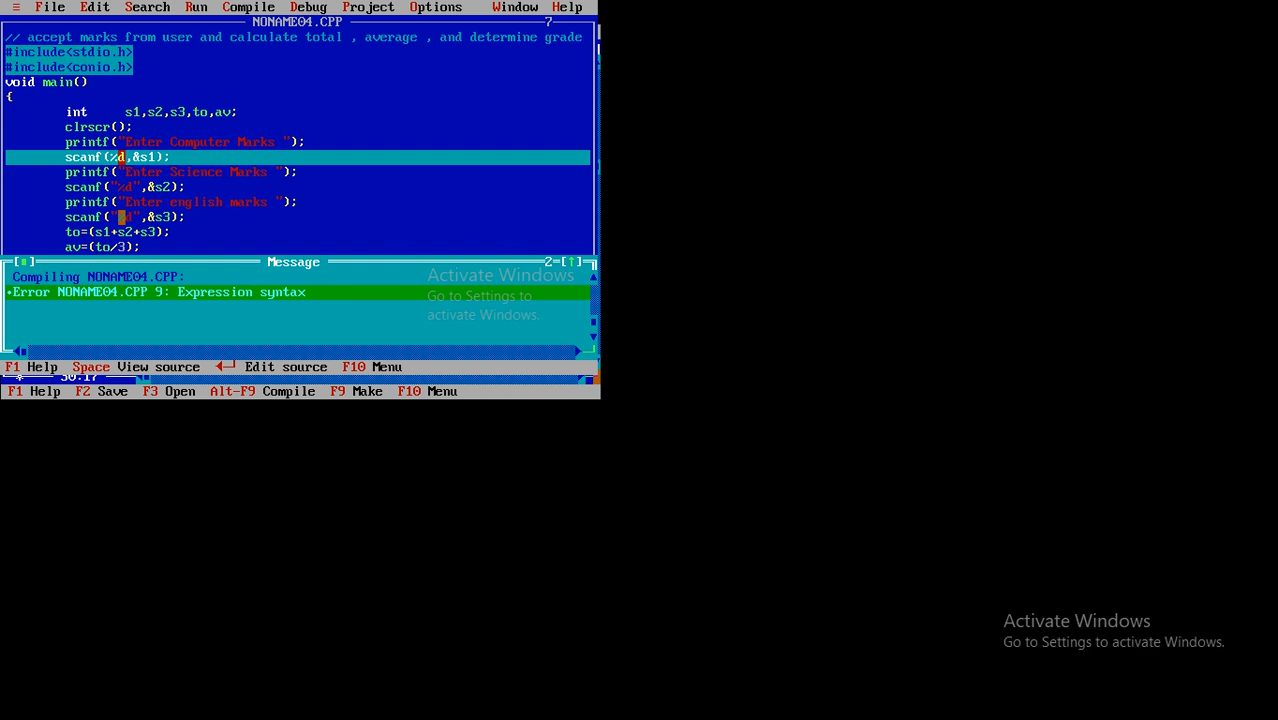 ≡ File Edit Search Run Compile Debug Project Options Window Help
NONAME04.CPP 7
// accept marks from user and calculate total , average , and determine grade
#include<stdio.h>
#include<conio.h>
void main()
{
int s1,s2,s3,to,av;
clrscr();
printf("Enter Computer Marks ");
scanf(%d,&s1);
printf("Enter Science Marks ");
scanf("%d",&s2);
printf("Enter english marks ");
scanf("%d",&s3);
to=(s1+s2+s3);
av=(to/3);
[■] Message 2=[↑]
Compiling NONAME04.CPP:
•Error NONAME04.CPP 9: Expression syntax
Activate Windows
Go to Settings to
activate Windows.
F1 Help Space View source ←┘ Edit source F10 Menu
* 30:17
F1 Help F2 Save F3 Open Alt-F9 Compile F9 Make F10 Menu
Activate Windows
Go to Settings to activate Windows.